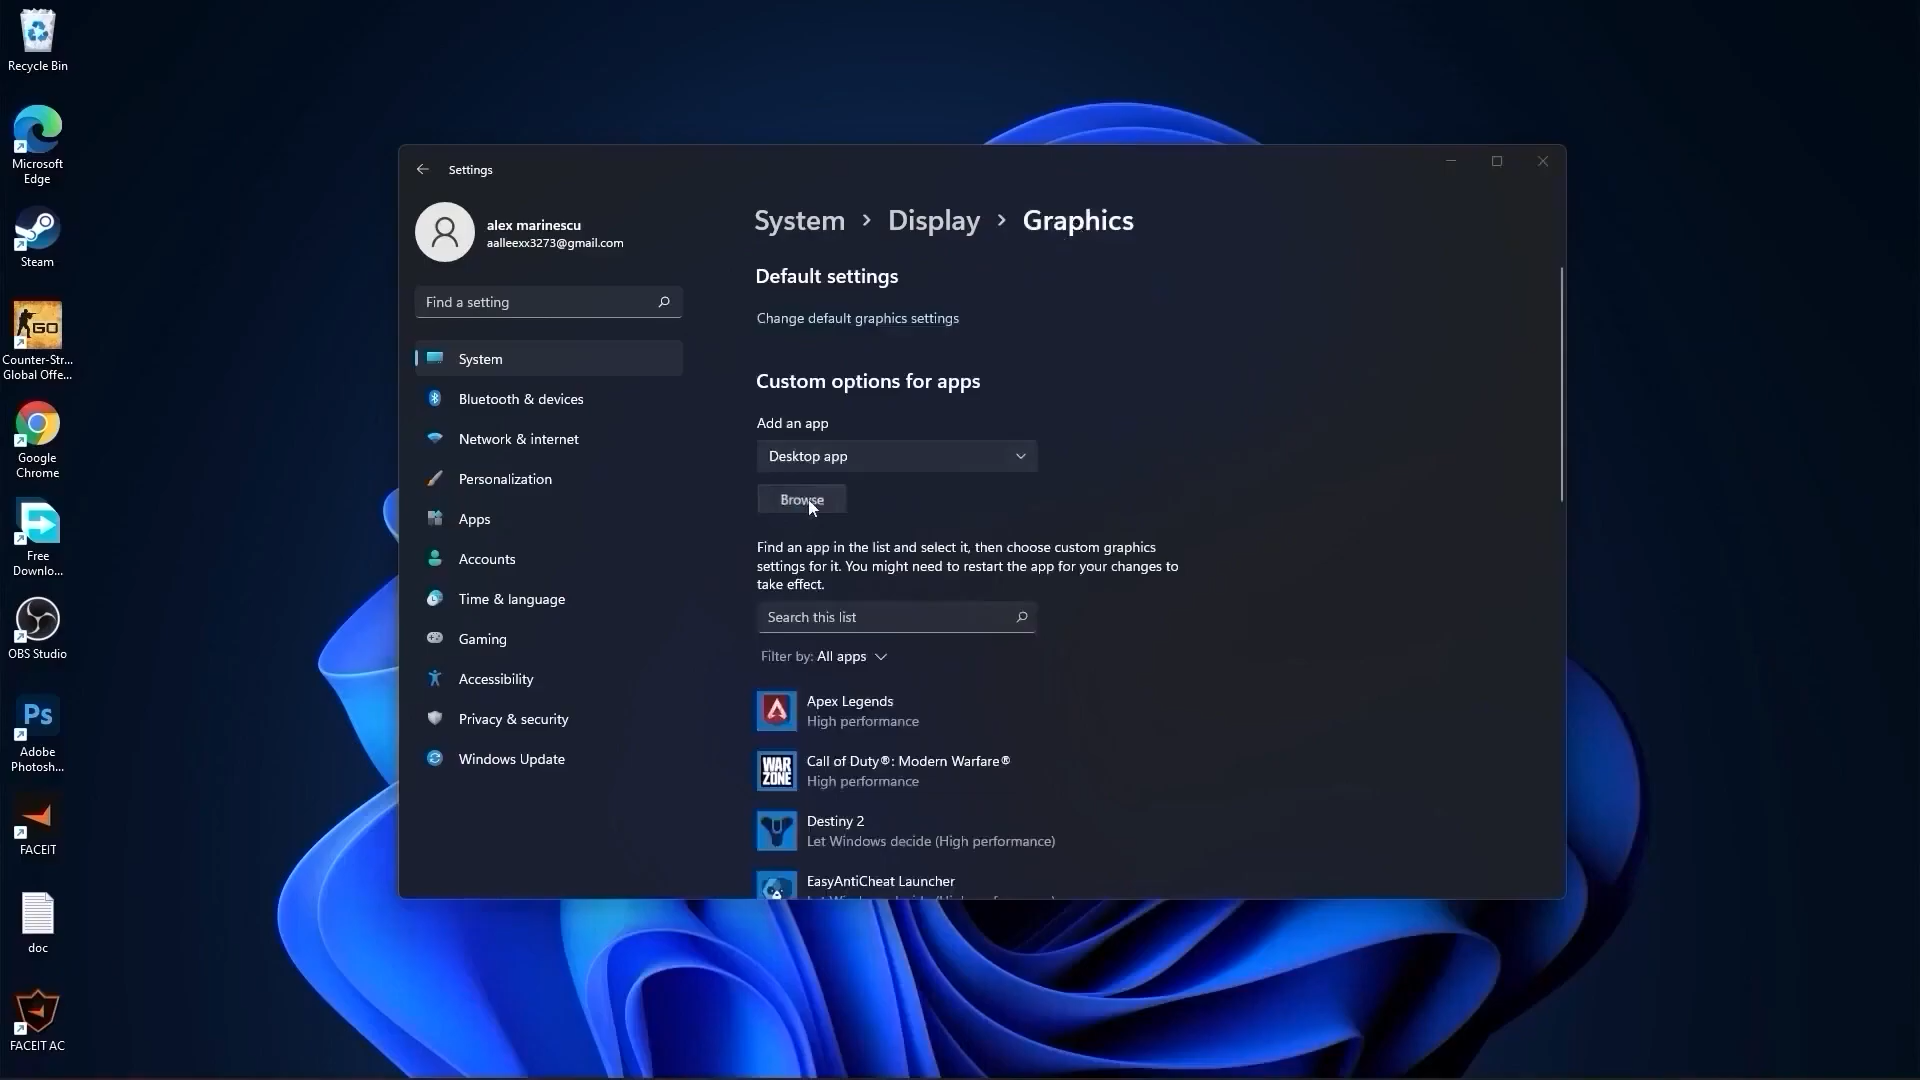 Recycle Bin
Microsoft
Edge
Steam
GO
Counter-Str...
Global Offe...
Google
Chrome
Free
Downlo...
OBS Studio
Ps
Adobe
Photosh...
FACEIT
doc
FACEIT AC
Settings
alex marinescu
aalleexx3273@gmail.com
Find a setting
System
Bluetooth & devices
Network & internet
Personalization
Apps
Accounts
Time & language
Gaming
Accessibility
Privacy & security
Windows Update
System > Display > Graphics
Default settings
Change default graphics settings
Custom options for apps
Add an app
Desktop app
Browse
Find an app in the list and select it, then choose custom graphics
settings for it. You might need to restart the app for your changes to
take effect.
Search this list
Filter by: All apps
Apex Legends
High performance
WAR
ZONE
Call of Duty®: Modern Warfare®
High performance
Destiny 2
Let Windows decide (High performance)
EasyAntiCheat Launcher